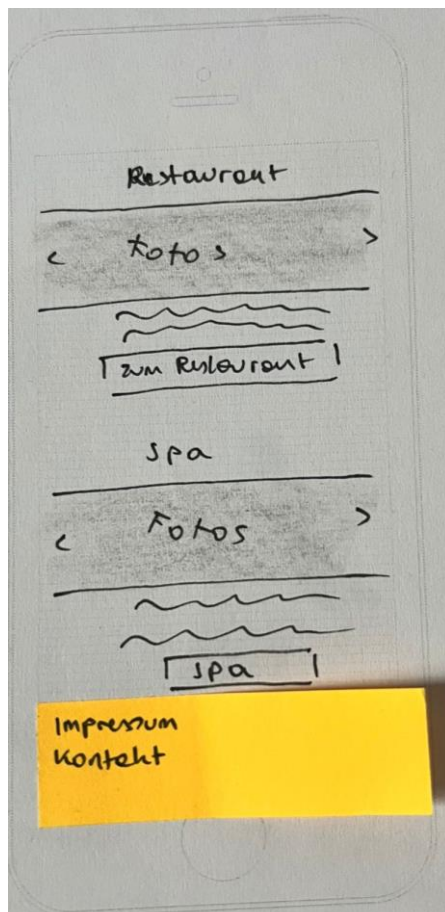 Restaurant
< Fotos >
zum Restaurant
Spa
< Fotos >
Spa
Impressum
Kontakt